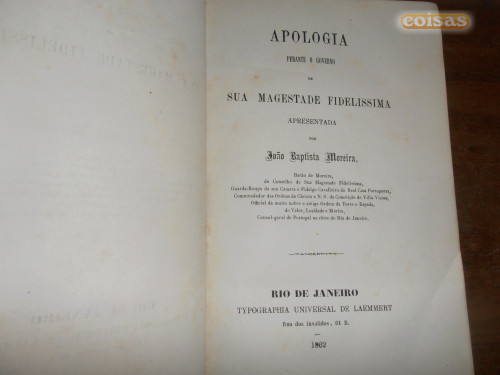 coisas
APOLOGIA
PERANTE O GOVERNO
DE
SUA MAGESTADE FIDELISSIMA
APRESENTADA
POR
João Baptista Moreira,
Barão de Moreira,
do Conselho de Sua Magestade Fidelissima,
Guarda-Roupa da sua Camara e Fidalgo Cavalleiro da Real Casa Portugueza,
Commendador das Ordens de Christo e N. S. da Conceição de Villa Viçosa,
Official da muito nobre e antiga Ordem da Torre e Espada,
do Valor, Lealdade e Merito,
Consul-geral de Portugal na côrte do Rio de Janeiro.
RIO DE JANEIRO
TYPOGRAPHIA UNIVERSAL DE LAEMMERT
Rua dos invalidos, 61 B.
1862